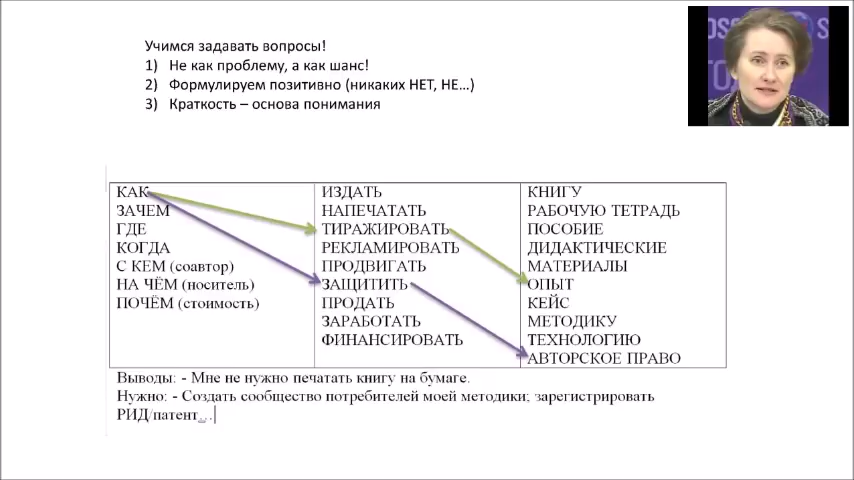 Учимся задавать вопросы!
1) Не как проблему, а как шанс!
2) Формулируем позитивно (никаких НЕТ, НЕ...)
3) Краткость – основа понимания
КАК
ЗАЧЕМ
ГДЕ
КОГДА
С КЕМ (соавтор)
НА ЧЁМ (носитель)
ПОЧЁМ (стоимость)
ИЗДАТЬ
НАПЕЧАТАТЬ
ТИРАЖИРОВАТЬ
РЕКЛАМИРОВАТЬ
ПРОДВИГАТЬ
ЗАЩИТИТЬ
ПРОДАТЬ
ЗАРАБОТАТЬ
ФИНАНСИРОВАТЬ
КНИГУ
РАБОЧУЮ ТЕТРАДЬ
ПОСОБИЕ
ДИДАКТИЧЕСКИЕ
МАТЕРИАЛЫ
ОПЫТ
КЕЙС
МЕТОДИКУ
ТЕХНОЛОГИЮ
АВТОРСКОЕ ПРАВО
Выводы: - Мне не нужно печатать книгу на бумаге.
Нужно: - Создать сообщество потребителей моей методики; зарегистрировать
РИД/патент...